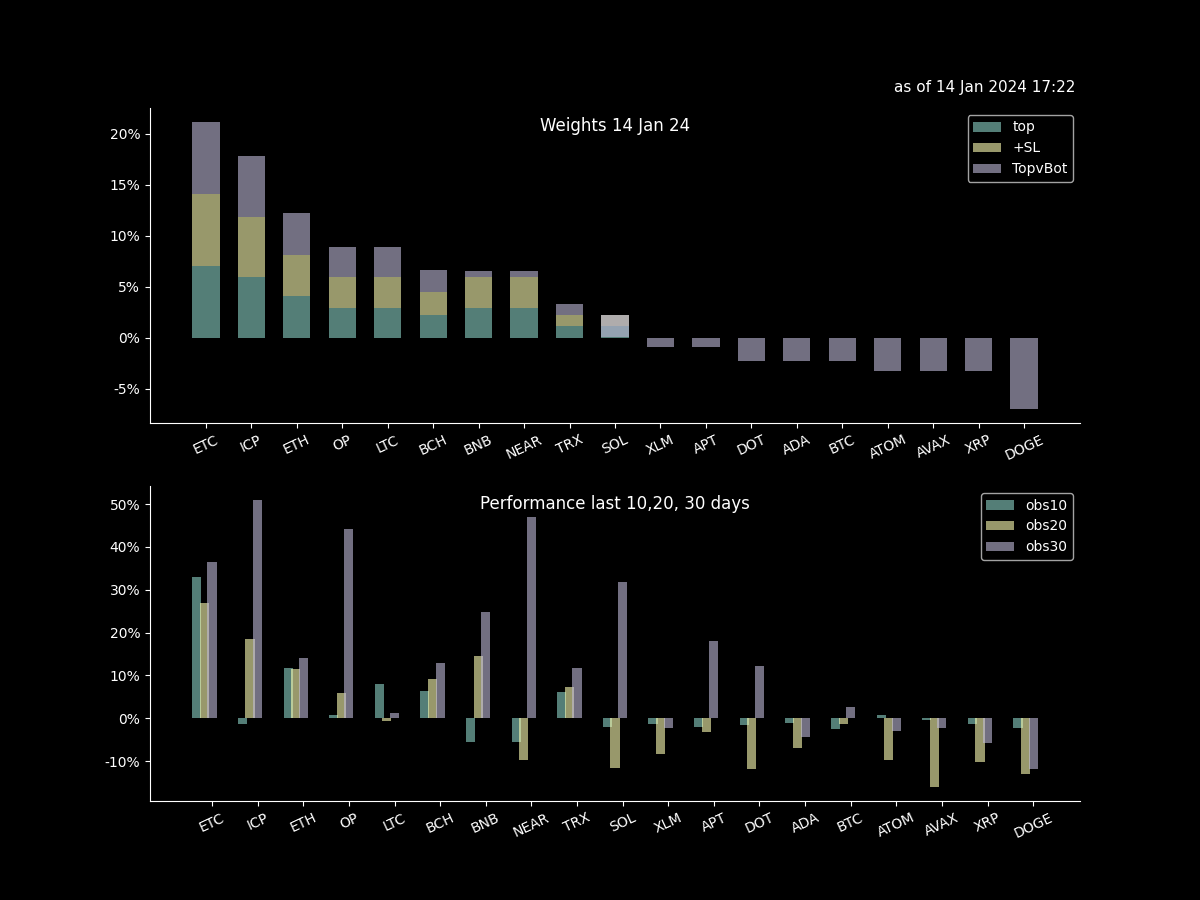 as of 14 Jan 2024 17:22
Weights 14 Jan 24
top
+SL
TopvBot
20%
15%
10%
5%
0%
-5%
ETC ICP ETH OP LTC BCH BNB NEAR TRX SOL XLM APT DOT ADA BTC ATOM AVAX XRP DOGE
Performance last 10,20, 30 days
obs10
obs20
obs30
50%
40%
30%
20%
10%
0%
-10%
ETC ICP ETH OP LTC BCH BNB NEAR TRX SOL XLM APT DOT ADA BTC ATOM AVAX XRP DOGE